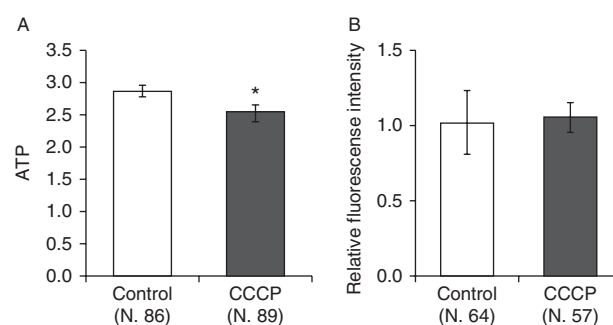 A
ATP
3.5
3.0
2.5
2.0
1.5
1.0
0.5
0.0
*
Control
(N. 86)
CCCP
(N. 89)
B
Relative fluorescense intensity
1.5
1.0
0.5
0.0
Control
(N. 64)
CCCP
(N. 57)